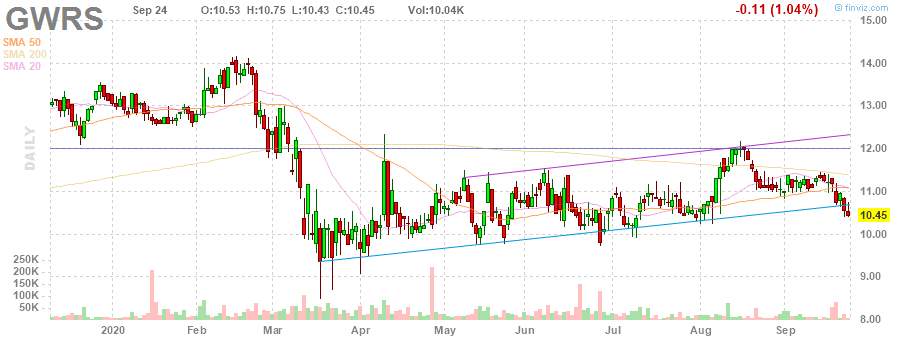 GWRS Sep 24 O:10.53 H:10.75 L:10.43 C:10.45 Vol:10.04K -0.11 (1.04%) © finviz.com
SMA 50
SMA 200
SMA 20
DAILY
15.00
14.00
13.00
12.00
11.00
10.45
10.00
9.00
8.00
250K
200K
150K
100K
50K
2020 Feb Mar Apr May Jun Jul Aug Sep